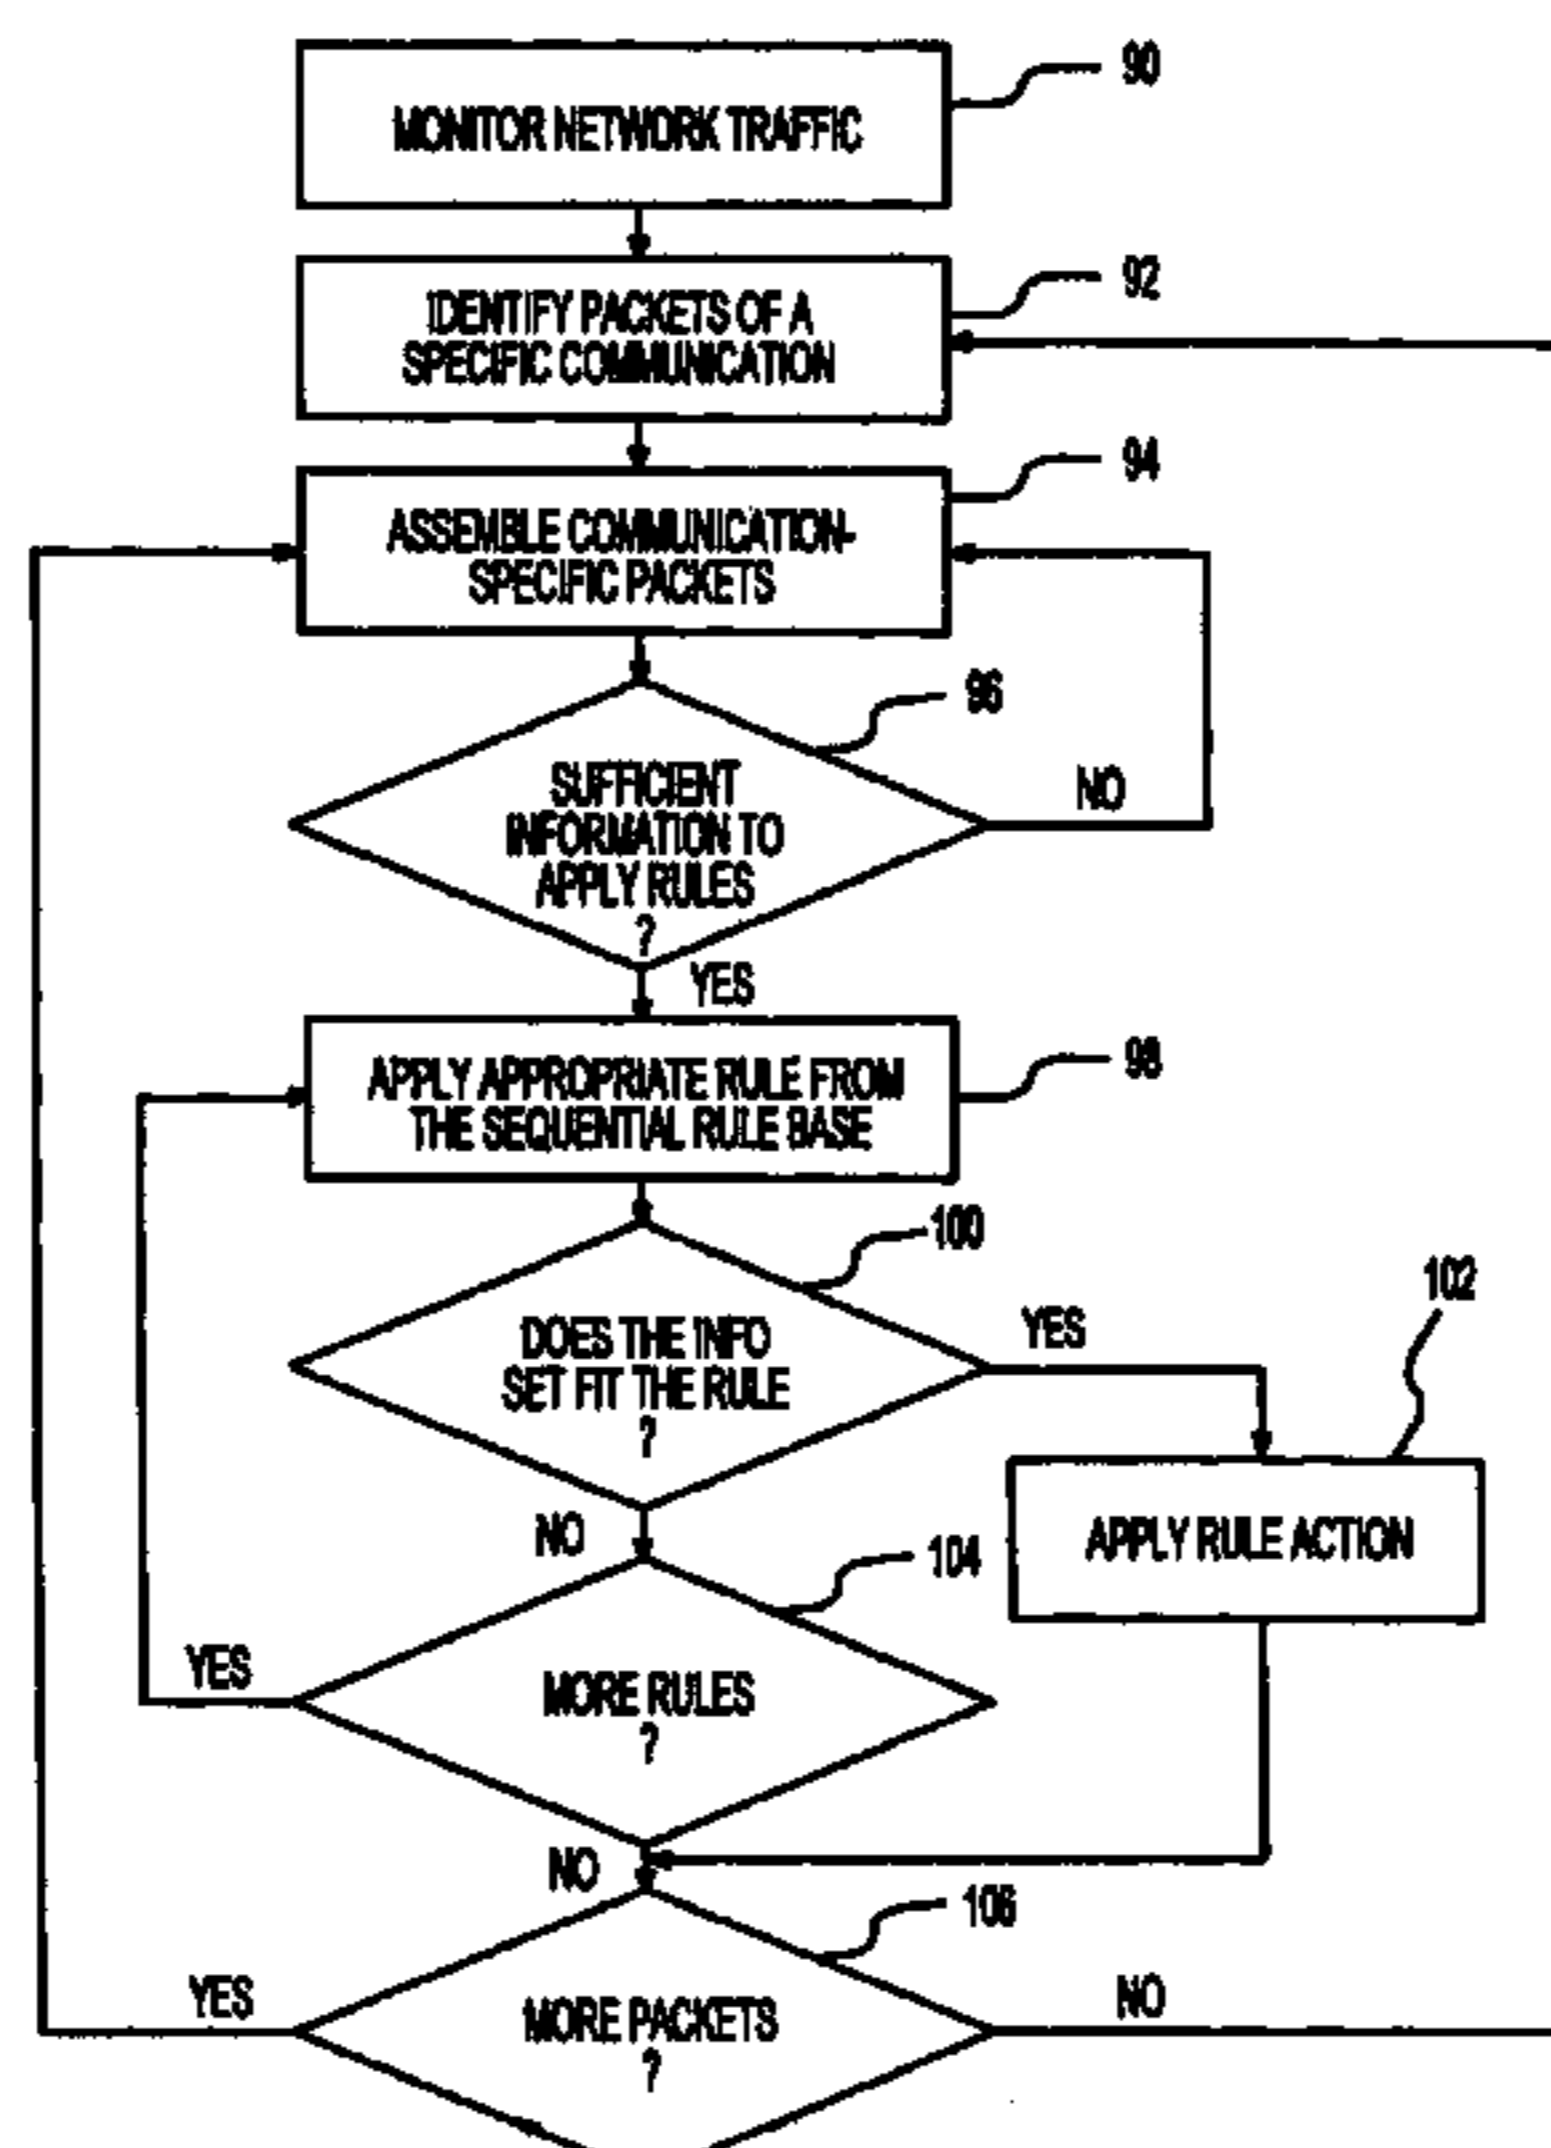 90
MONITOR NETWORK TRAFFIC
92
IDENTIFY PACKETS OF A
SPECIFIC COMMUNICATION
94
ASSEMBLE COMMUNICATION-
SPECIFIC PACKETS
96
SUFFICIENT
INFORMATION TO
APPLY RULES
?
NO
YES
98
APPLY APPROPRIATE RULE FROM
THE SEQUENTIAL RULE BASE
100
DOES THE INFO
SET FIT THE RULE
?
YES
102
APPLY RULE ACTION
NO
104
MORE RULES
?
YES
NO
106
MORE PACKETS
?
YES
NO